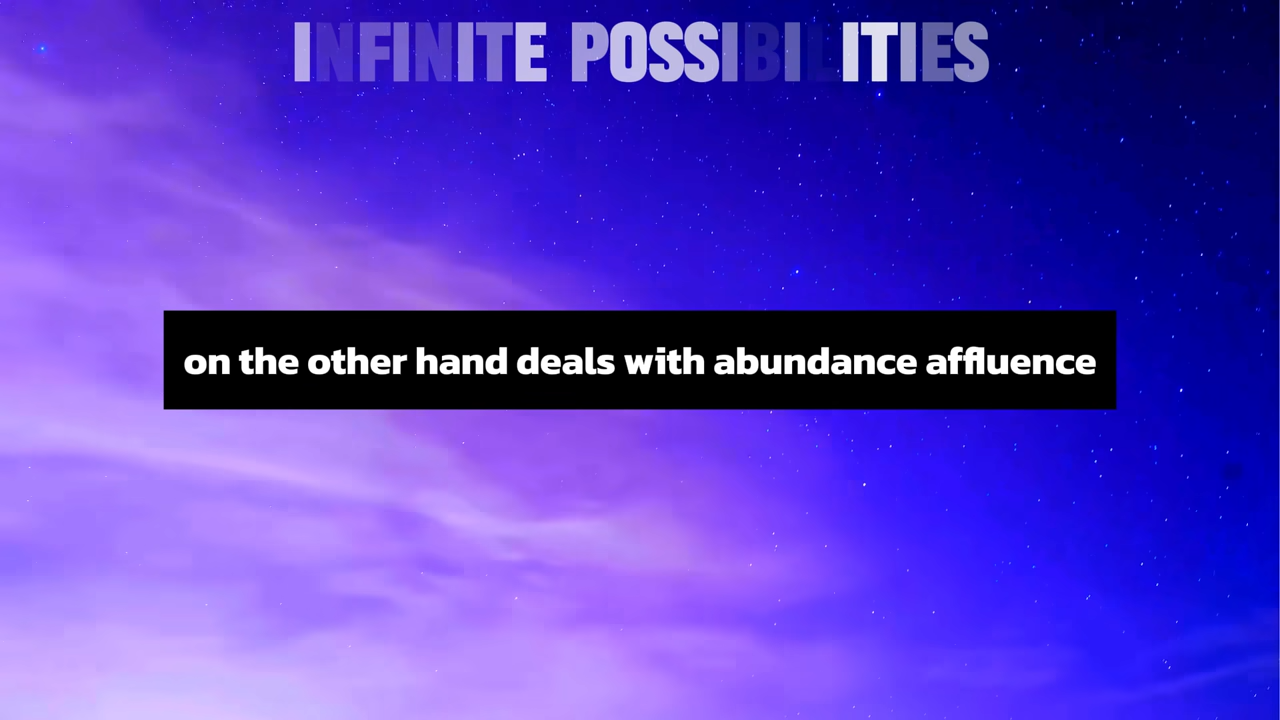 INFINITE POSSIBILITIES
on the other hand deals with abundance affluence